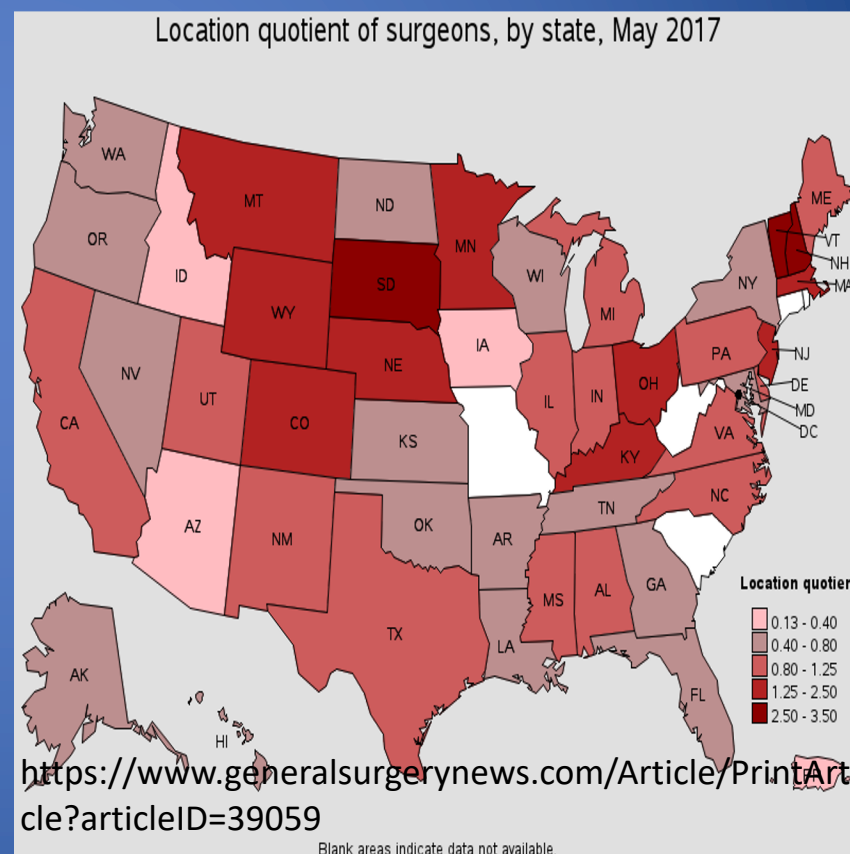 Location quotient of surgeons, by state, May 2017
WA
MT
ND
MN
ME
OR
VT
ID
SD
WI
NH
NY
MA
WY
MI
IA
NE
PA
NJ
NV
UT
OH
DE
IL
IN
CO
MD
CA
KS
VA
DC
KY
NC
AZ
OK
TN
NM
AR
MS
AL
GA
TX
LA
AK
FL
HI
Location quotien
0.13 - 0.40
0.40 - 0.80
0.80 - 1.25
1.25 - 2.50
2.50 - 3.50
https://www.generalsurgerynews.com/Article/PrintArt
cle?articleID=39059
Blank areas indicate data not available.